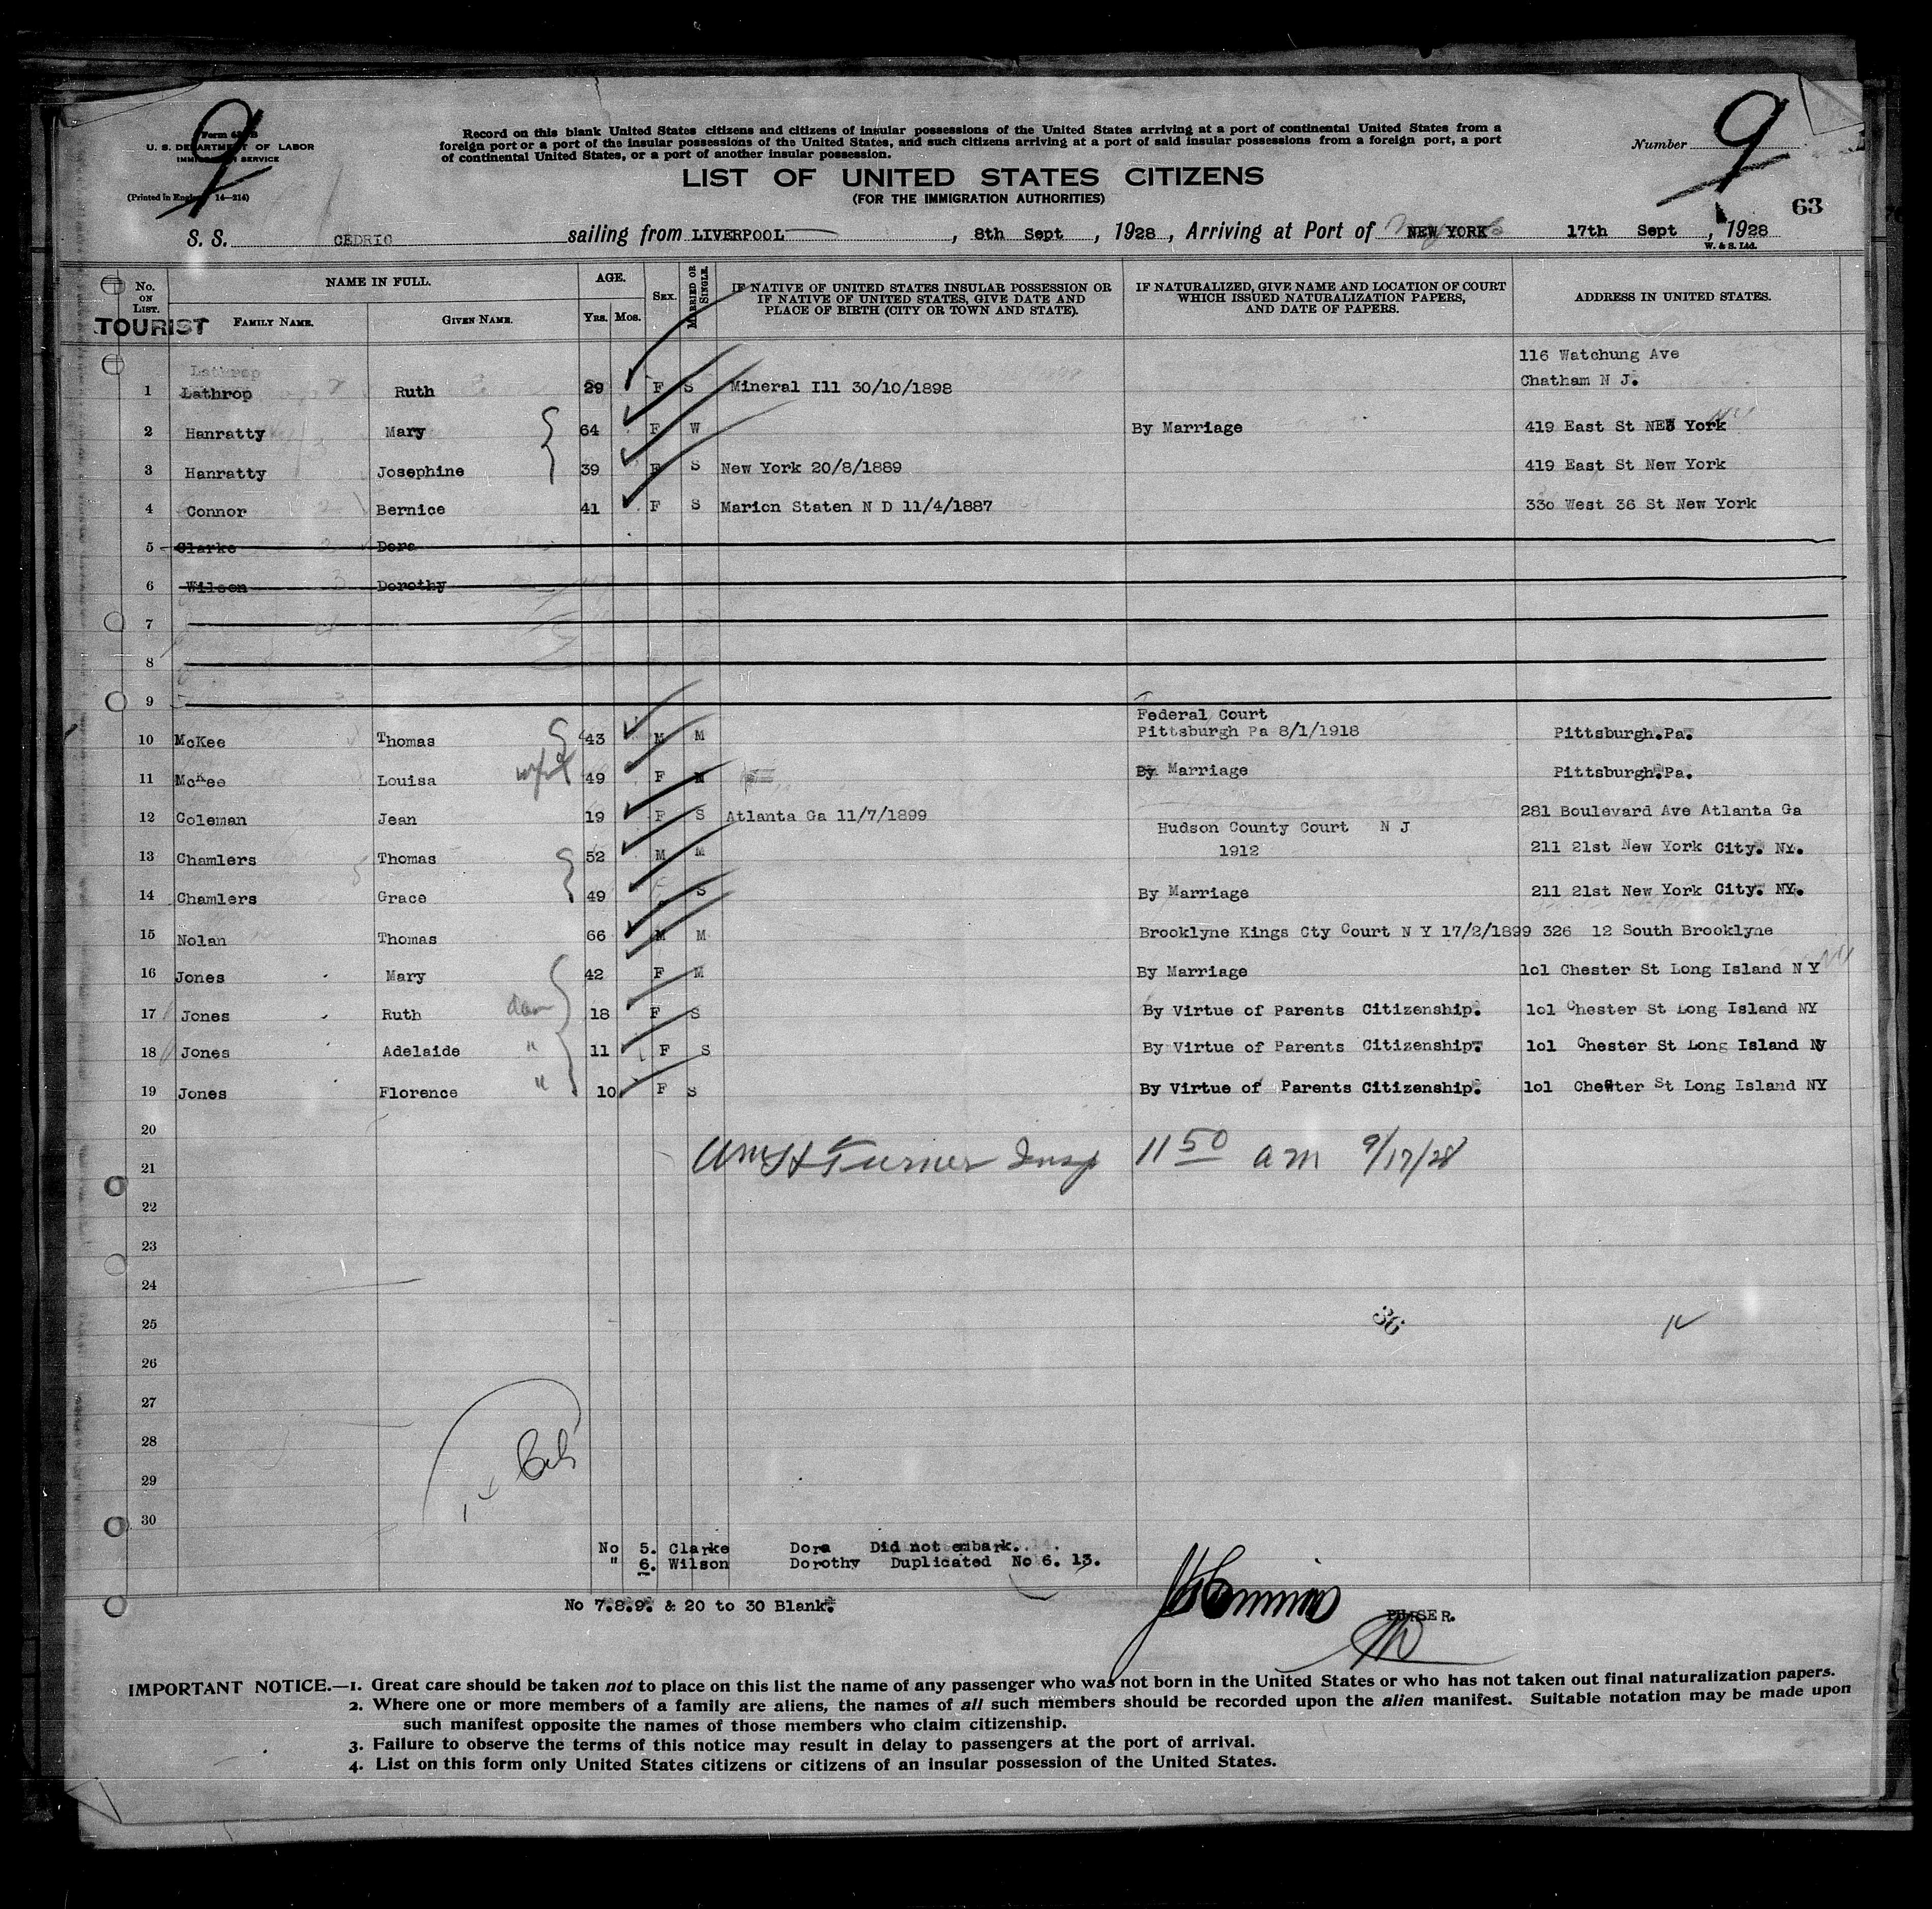 9
9
Form 630 B
U. S. DEPARTMENT OF LABOR
IMMIGRATION SERVICE
(Printed in England 14—214)
Record on this blank United States citizens and citizens of insular possessions of the United States arriving at a port of continental United States from a
foreign port or a port of the insular possessions of the United States, and such citizens arriving at a port of said insular possessions from a foreign port, a port
of continental United States, or a port of another insular possession.
Number
LIST OF UNITED STATES CITIZENS
(FOR THE IMMIGRATION AUTHORITIES)
63
S. S. CEDRIC sailing from LIVERPOOL, 8th Sept, 1928, Arriving at Port of NEW YORK 17th Sept, 1928
W. & S. Ltd.
No. ON LIST. NAME IN FULL. AGE. SEX. MARRIED OR SINGLE. IF NATIVE OF UNITED STATES INSULAR POSSESSION OR IF NATIVE OF UNITED STATES, GIVE DATE AND PLACE OF BIRTH (CITY OR TOWN AND STATE). IF NATURALIZED, GIVE NAME AND LOCATION OF COURT WHICH ISSUED NATURALIZATION PAPERS, AND DATE OF PAPERS. ADDRESS IN UNITED STATES.
TOURIST FAMILY NAME. GIVEN NAME. YRS. MOS.
Lathrop 116 Watchung Ave
1 Lathrop Ruth 29 F S Mineral Ill 30/10/1898 Chatham N J.
2 Hanratty Mary 64 F W By Marriage 419 East St NEW York NY
3 Hanratty Josephine 39 F S New York 20/8/1889 419 East St New York
4 Connor Bernice 41 F S Marion Staten N D 11/4/1887 330 West 36 St New York
5 Clarke Dora
6 Wilson Dorothy
7
8
9
Federal Court
10 McKee Thomas 43 M M Pittsburgh Pa 8/1/1918 Pittsburgh.Pa.
11 McKee Louisa wife 49 F M By Marriage Pittsburgh.Pa.
12 Coleman Jean 19 F S Atlanta Ga 11/7/1899 281 Boulevard Ave Atlanta Ga
Hudson County Court N J
13 Chamlers Thomas 52 M M 1912 211 21st New York City. NY.
14 Chamlers Grace 49 S By Marriage 211 21st New York City. NY.
15 Nolan Thomas 66 M M Brooklyne Kings Cty Court N Y 17/2/1899 326 12 South Brooklyne
16 Jones Mary 42 F M By Marriage 101 Chester St Long Island N Y NY
17 Jones Ruth dau 18 F S By Virtue of Parents Citizenship. 101 Chester St Long Island NY
18 Jones Adelaide " 11 F S By Virtue of Parents Citizenship. 101 Chester St Long Island NY
19 Jones Florence " 10 F S By Virtue of Parents Citizenship. 101 Chester St Long Island NY
20
21 Wm H Turner Insp 11 50 am 9/17/28
22
23
24
25 36
26
27
28
29
30
No 5. Clarke Dora Did not embark.
" 6. Wilson Dorothy Duplicated No 6. 13.
No 7.8.9. & 20 to 30 Blank.
PURSER.
IMPORTANT NOTICE.—1. Great care should be taken not to place on this list the name of any passenger who was not born in the United States or who has not taken out final naturalization papers.
2. Where one or more members of a family are aliens, the names of all such members should be recorded upon the alien manifest. Suitable notation may be made upon
such manifest opposite the names of those members who claim citizenship.
3. Failure to observe the terms of this notice may result in delay to passengers at the port of arrival.
4. List on this form only United States citizens or citizens of an insular possession of the United States.